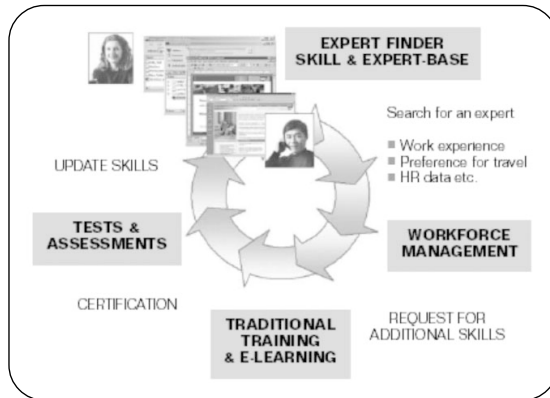 EXPERT FINDER
SKILL & EXPERT-BASE
Search for an expert
Work experience
Preference for travel
HR data etc.
WORKFORCE
MANAGEMENT
REQUEST FOR
ADDITIONAL SKILLS
TRADITIONAL
TRAINING
& E-LEARNING
CERTIFICATION
TESTS &
ASSESSMENTS
UPDATE SKILLS